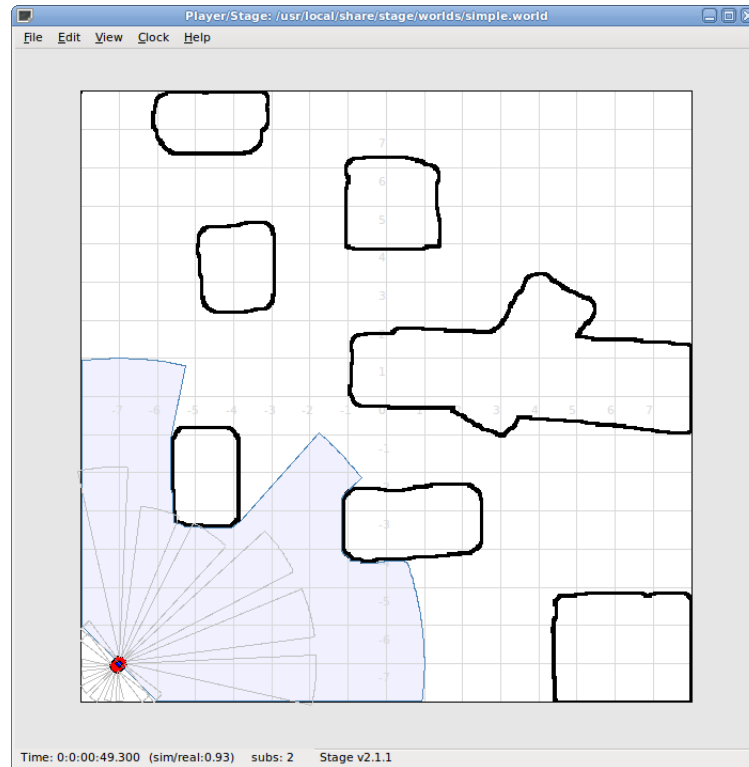 Player/Stage: /usr/local/share/stage/worlds/simple.world
File Edit View Clock Help
7
6
5
4
3
1
-7 -6 -5 -4 -3 -2 -1 0 3 4 5 6 7
-1
-3
-5
-6
-7
Time: 0:0:00:49.300 (sim/real:0.93) subs: 2 Stage v2.1.1